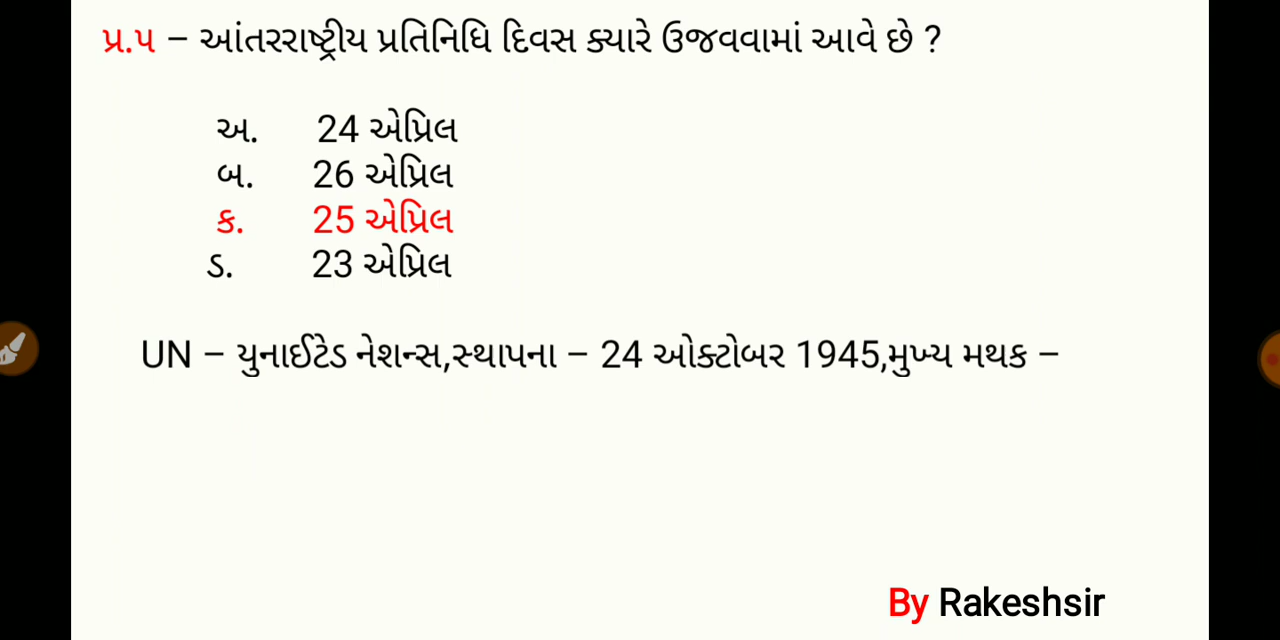 પ્ર.૫ – આંતરરાષ્ટ્રીય પ્રતિનિધિ દિવસ ક્યારે ઉજવવામાં આવે છે ?
અ. 24 એપ્રિલ
બ. 26 એપ્રિલ
ક. 25 એપ્રિલ
ડ. 23 એપ્રિલ
UN – યુનાઈટેડ નેશન્સ,સ્થાપના – 24 ઓક્ટોબર 1945,મુખ્ય મથક –
By Rakeshsir